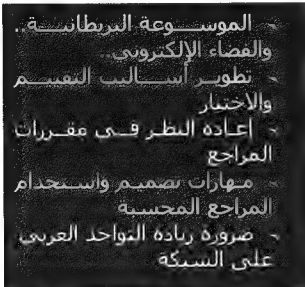 ~ الموسوعة البريطانية..
والفضاء الإلكتروني..
~ تطوير أساليب التقييم
والاختبار
~ إعادة النظر في مقررات
المراجع
~ مهارات تصميم واستخدام
المراجع المحسبة
~ ضرورة زيادة التواجد العربي
على الشبكة